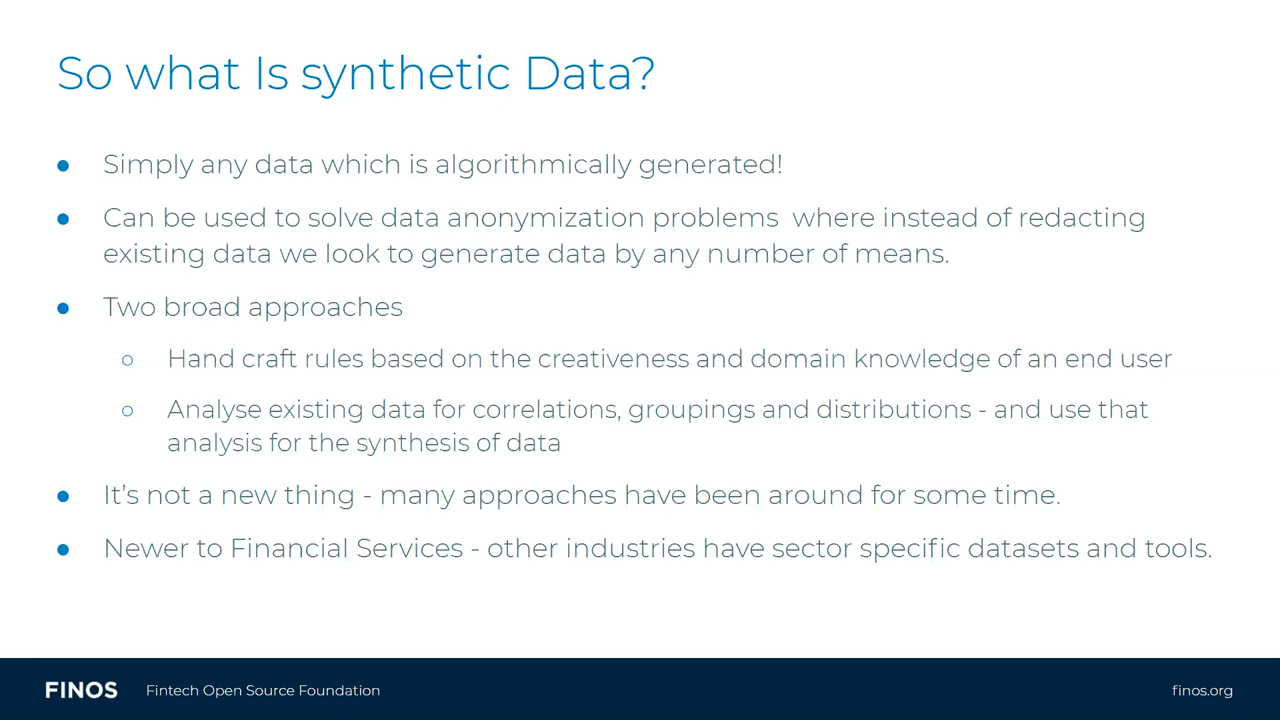 So what Is synthetic Data?
● Simply any data which is algorithmically generated!
● Can be used to solve data anonymization problems  where instead of redacting
existing data we look to generate data by any number of means.
● Two broad approaches
○ Hand craft rules based on the creativeness and domain knowledge of an end user
○ Analyse existing data for correlations, groupings and distributions - and use that
analysis for the synthesis of data
● It’s not a new thing - many approaches have been around for some time.
● Newer to Financial Services - other industries have sector specific datasets and tools.
FINOS Fintech Open Source Foundation finos.org